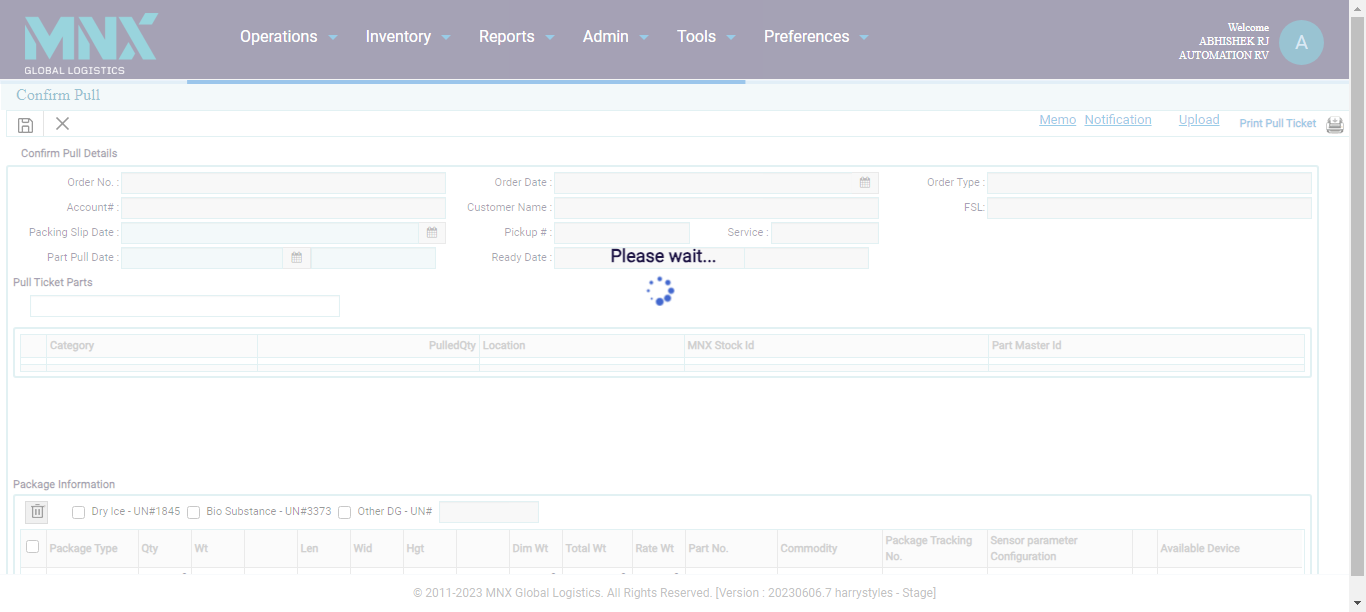 MNX
GLOBAL LOGISTICS
Operations Inventory Reports Admin Tools Preferences
Welcome
ABHISHEK RJ
AUTOMATION RV
A
Confirm Pull
Memo Notification Upload Print Pull Ticket
Confirm Pull Details
Order No. : Order Date : Order Type :
Account# : Customer Name : FSL:
Packing Slip Date : Pickup # : Service :
Part Pull Date : Ready Date :
Please wait...
Pull Ticket Parts
Category PulledQty Location MNX Stock Id Part Master Id
Package Information
Dry Ice - UN#1845 Bio Substance - UN#3373 Other DG - UN#
Package Type Qty Wt Len Wid Hgt Dim Wt Total Wt Rate Wt Part No. Commodity Package Tracking No. Sensor parameter Configuration Available Device
© 2011-2023 MNX Global Logistics. All Rights Reserved. [Version : 20230606.7 harrystyles - Stage]